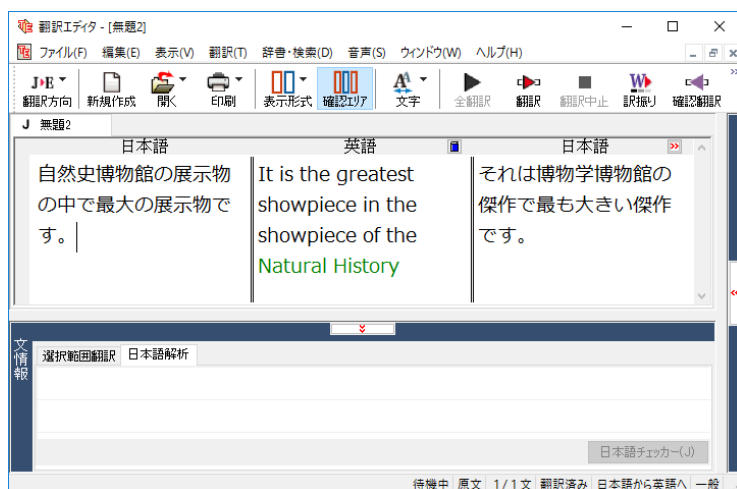 翻訳エディタ - [無題2]
ファイル(F) 編集(E) 表示(V) 翻訳(T) 辞書・検索(D) 音声(S) ウィンドウ(W) ヘルプ(H)
J▸E
翻訳方向 新規作成 開く 印刷 表示形式 確認エリア 文字 全翻訳 翻訳 翻訳中止 訳振り 確認翻訳
J 無題2
日本語 英語 日本語
自然史博物館の展示物 It is the greatest それは博物学博物館の
の中で最大の展示物で showpiece in the 傑作で最も大きい傑作
す。 showpiece of the です。
Natural History
文情報
選択範囲翻訳 日本語解析
日本語チェッカー(J)
待機中 原文 1/1文 翻訳済み 日本語から英語へ 一般